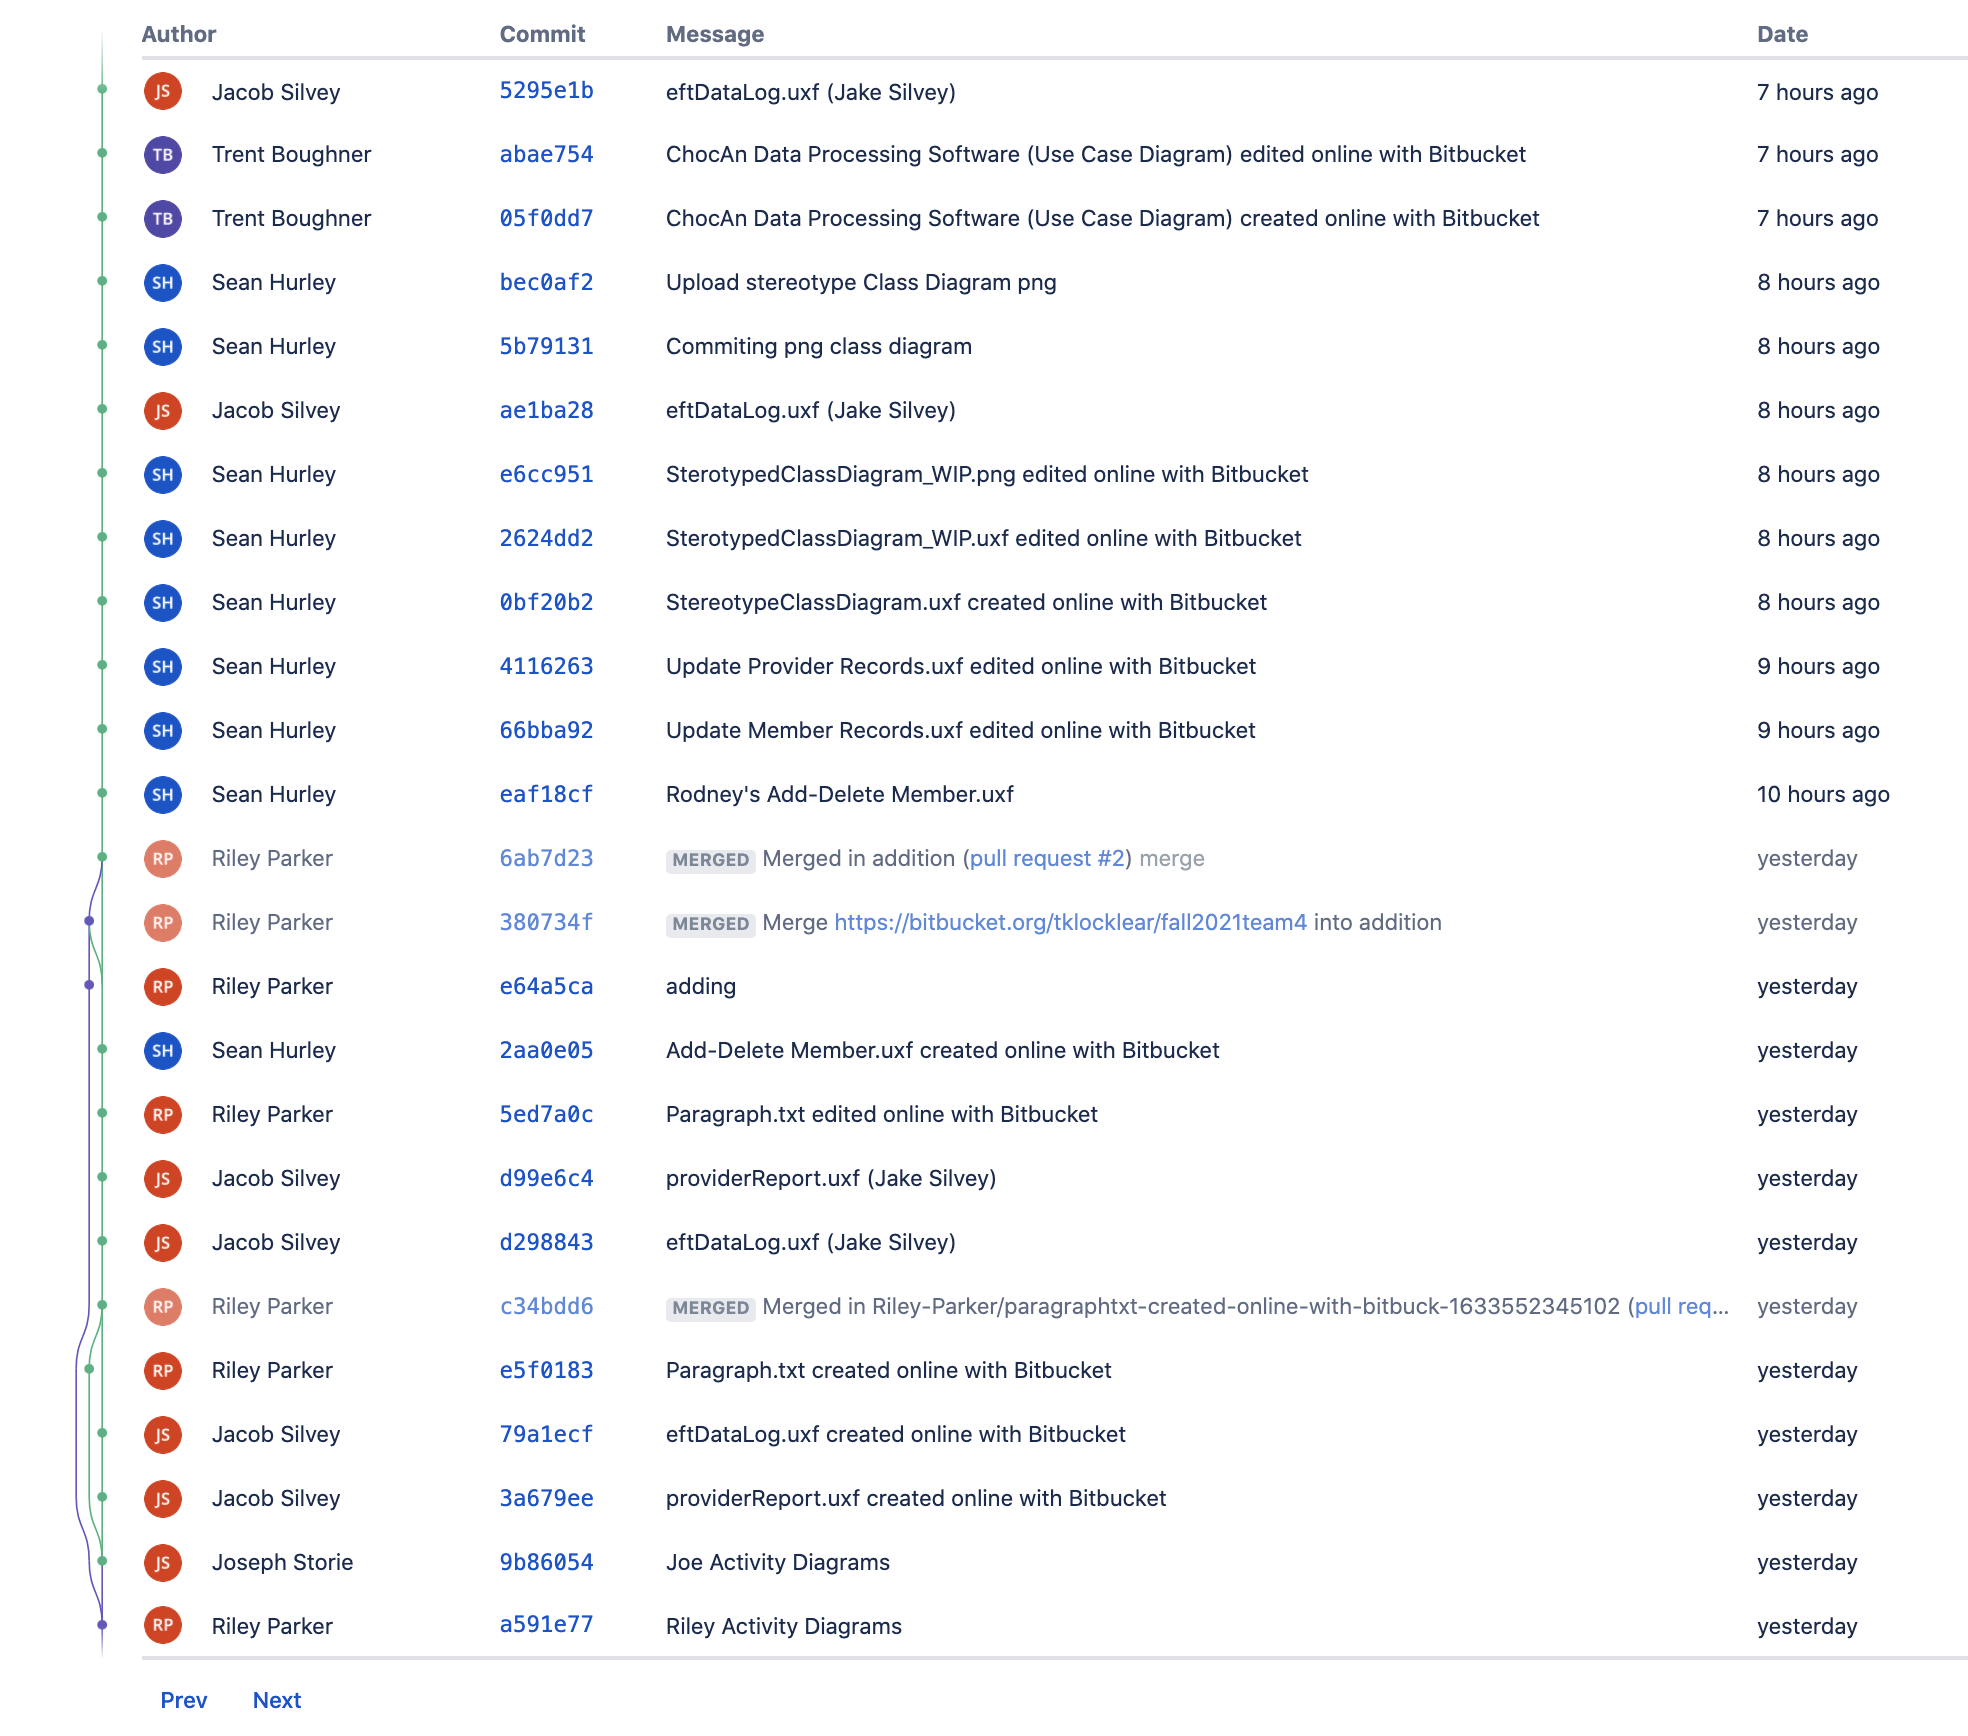 Author Commit Message Date
JS Jacob Silvey 5295e1b eftDataLog.uxf (Jake Silvey) 7 hours ago
TB Trent Boughner abae754 ChocAn Data Processing Software (Use Case Diagram) edited online with Bitbucket 7 hours ago
TB Trent Boughner 05f0dd7 ChocAn Data Processing Software (Use Case Diagram) created online with Bitbucket 7 hours ago
SH Sean Hurley bec0af2 Upload stereotype Class Diagram png 8 hours ago
SH Sean Hurley 5b79131 Commiting png class diagram 8 hours ago
JS Jacob Silvey ae1ba28 eftDataLog.uxf (Jake Silvey) 8 hours ago
SH Sean Hurley e6cc951 SterotypedClassDiagram_WIP.png edited online with Bitbucket 8 hours ago
SH Sean Hurley 2624dd2 SterotypedClassDiagram_WIP.uxf edited online with Bitbucket 8 hours ago
SH Sean Hurley 0bf20b2 StereotypeClassDiagram.uxf created online with Bitbucket 8 hours ago
SH Sean Hurley 4116263 Update Provider Records.uxf edited online with Bitbucket 9 hours ago
SH Sean Hurley 66bba92 Update Member Records.uxf edited online with Bitbucket 9 hours ago
SH Sean Hurley eaf18cf Rodney's Add-Delete Member.uxf 10 hours ago
RP Riley Parker 6ab7d23 MERGED Merged in addition (pull request #2) merge yesterday
RP Riley Parker 380734f MERGED Merge https://bitbucket.org/tklocklear/fall2021team4 into addition yesterday
RP Riley Parker e64a5ca adding yesterday
SH Sean Hurley 2aa0e05 Add-Delete Member.uxf created online with Bitbucket yesterday
RP Riley Parker 5ed7a0c Paragraph.txt edited online with Bitbucket yesterday
JS Jacob Silvey d99e6c4 providerReport.uxf (Jake Silvey) yesterday
JS Jacob Silvey d298843 eftDataLog.uxf (Jake Silvey) yesterday
RP Riley Parker c34bdd6 MERGED Merged in Riley-Parker/paragraphtxt-created-online-with-bitbuck-1633552345102 (pull req... yesterday
RP Riley Parker e5f0183 Paragraph.txt created online with Bitbucket yesterday
JS Jacob Silvey 79a1ecf eftDataLog.uxf created online with Bitbucket yesterday
JS Jacob Silvey 3a679ee providerReport.uxf created online with Bitbucket yesterday
JS Joseph Storie 9b86054 Joe Activity Diagrams yesterday
RP Riley Parker a591e77 Riley Activity Diagrams yesterday
Prev Next